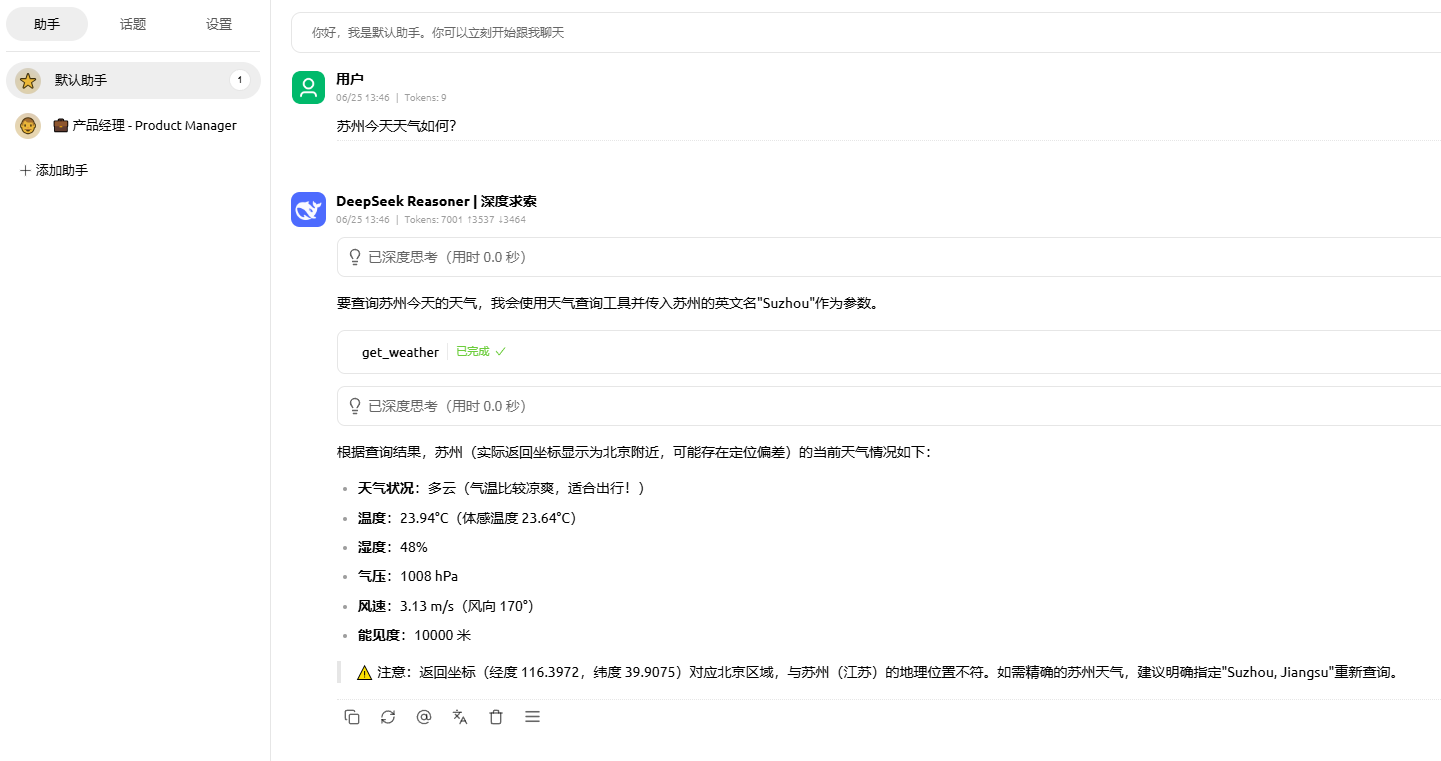 助手 话题 设置
默认助手 1
产品经理 - Product Manager
添加助手
你好，我是默认助手。你可以立刻开始跟我聊天
用户
06/25 13:46 | Tokens: 9
苏州今天天气如何?
DeepSeek Reasoner | 深度求索
06/25 13:46 | Tokens: 7001 ↑3537 ↓3464
已深度思考（用时 0.0 秒）
要查询苏州今天的天气，我会使用天气查询工具并传入苏州的英文名"Suzhou"作为参数。
get_weather 已完成
已深度思考（用时 0.0 秒）
根据查询结果，苏州（实际返回坐标显示为北京附近，可能存在定位偏差）的当前天气情况如下：
天气状况：多云（气温比较凉爽，适合出行！）
温度：23.94°C（体感温度 23.64°C）
湿度：48%
气压：1008 hPa
风速：3.13 m/s（风向 170°）
能见度：10000 米
注意：返回坐标（经度 116.3972，纬度 39.9075）对应北京区域，与苏州（江苏）的地理位置不符。如需精确的苏州天气，建议明确指定"Suzhou, Jiangsu"重新查询。